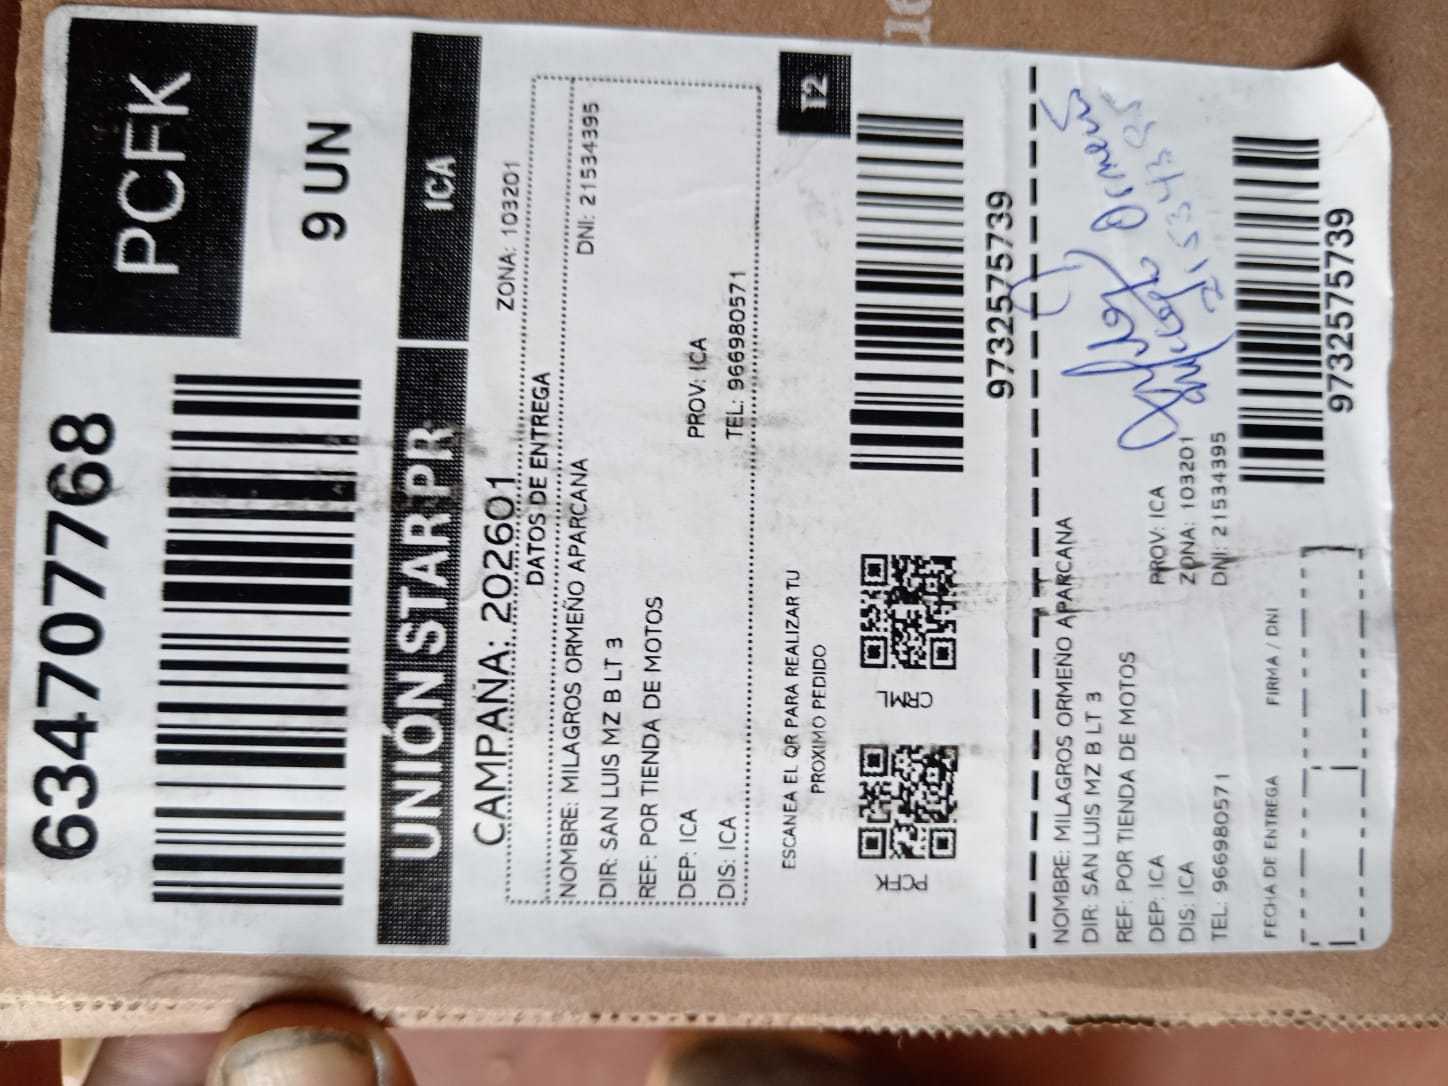 634707768
PCFK
9 UN
UNIÓN STAR PR
ICA
CAMPAÑA: 202601
ZONA: 103201
DATOS DE ENTREGA
NOMBRE: MILAGROS ORMEÑO APARCANA
DNI: 21534395
DIR: SAN LUIS MZ B LT 3
REF: POR TIENDA DE MOTOS
DEP: ICA
PROV: ICA
DIS: ICA
TEL: 966980571
ESCANEA EL QR PARA REALIZAR TU
PROXIMO PEDIDO
12
PCFK
CRML
9732575739
NOMBRE: MILAGROS ORMEÑO APARCANA
DIR: SAN LUIS MZ B LT 3
REF: POR TIENDA DE MOTOS
DEP: ICA
PROV: ICA
DIS: ICA
ZONA: 103201
TEL: 966980571
DNI: 21534395
21534395
FECHA DE ENTREGA
FIRMA / DNI
9732575739